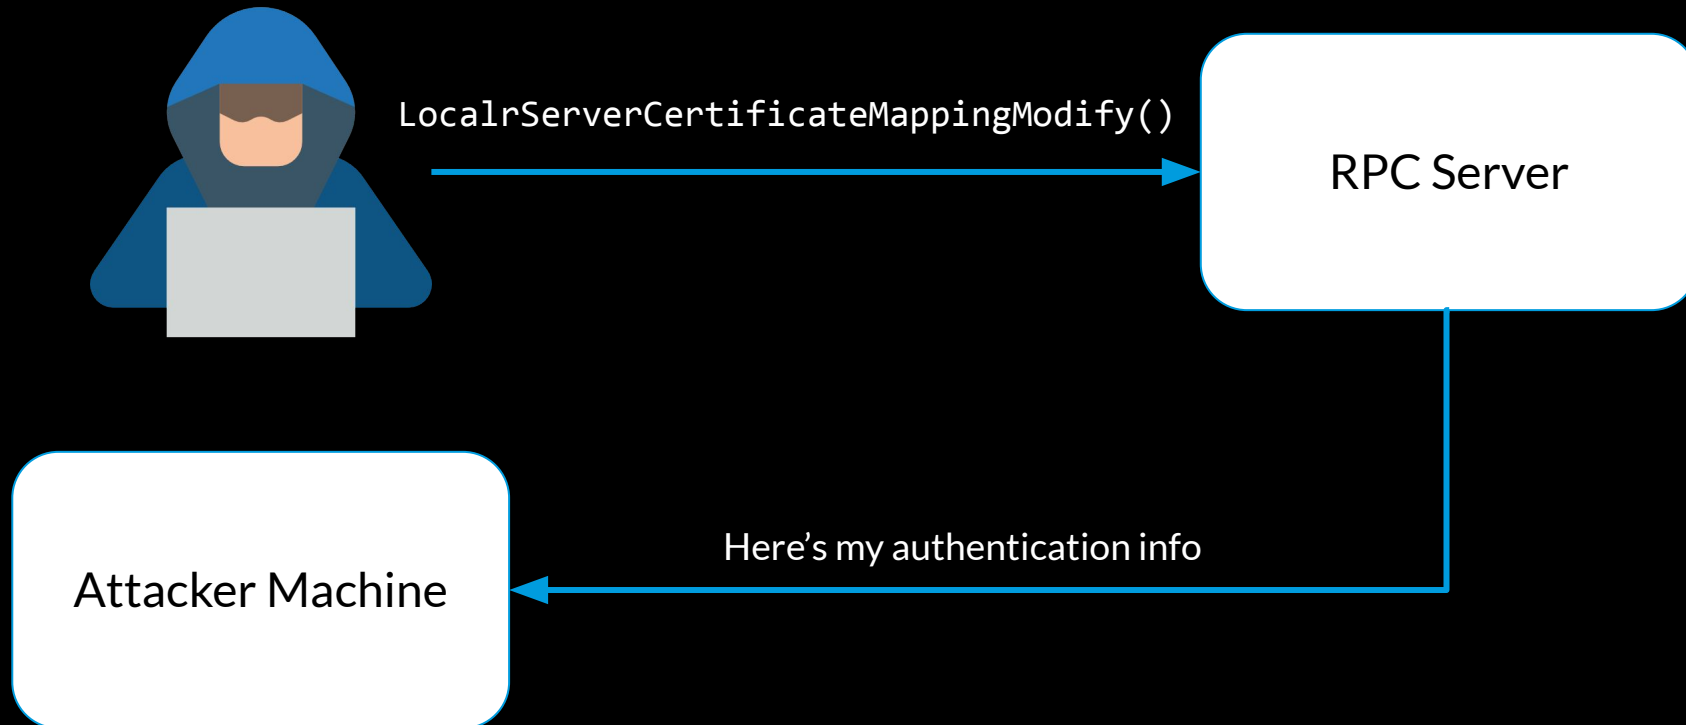 LocalrServerCertificateMappingModify()
RPC Server
Here’s my authentication info
Attacker Machine